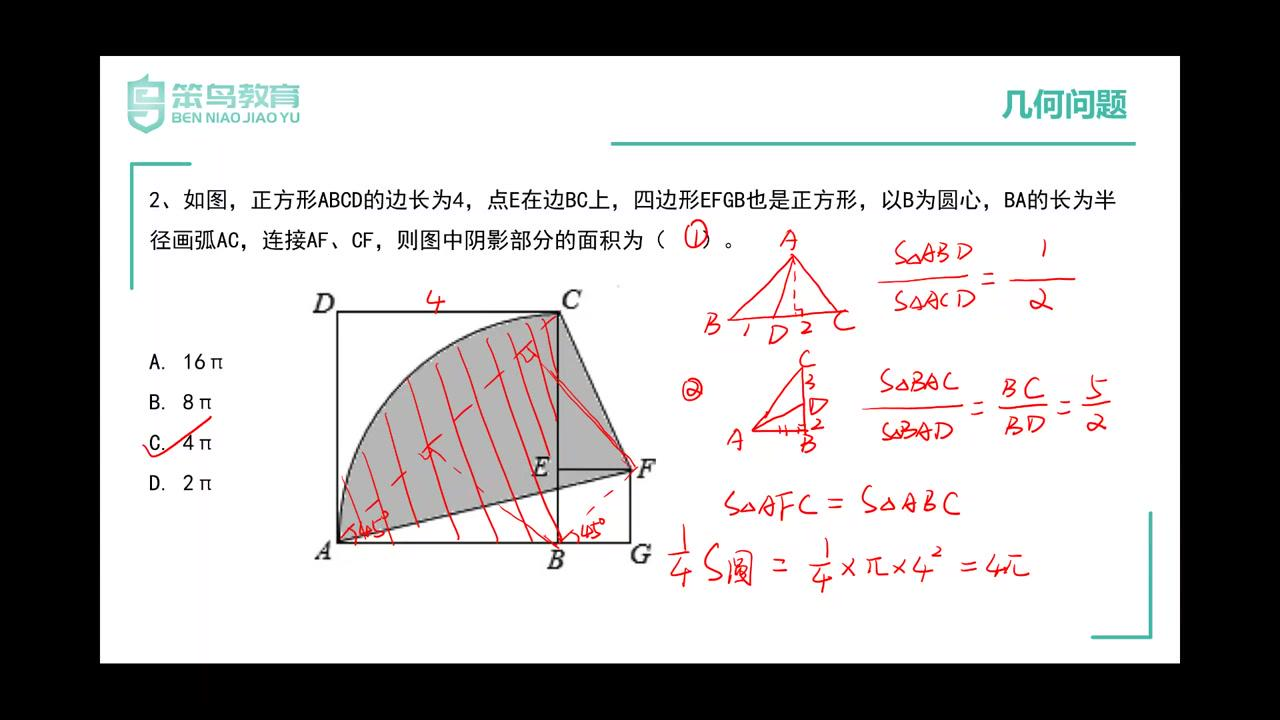 笨鸟教育
BEN NIAO JIAO YU
几何问题
2、如图，正方形ABCD的边长为4，点E在边BC上，四边形EFGB也是正方形，以B为圆心，BA的长为半
径画弧AC，连接AF、CF，则图中阴影部分的面积为（ ）。
A. 16π
B. 8π
C. 4π
D. 2π
D 4 C
E F
A B G
45° 45°
① A
B 1 D 2 C
S△ABD / S△ACD = 1 / 2
② C
3
D
2
A B
S△BAC / S△BAD = BC / BD = 5 / 2
S△AFC = S△ABC
1/4 S圆 = 1/4 × π × 4² = 4π